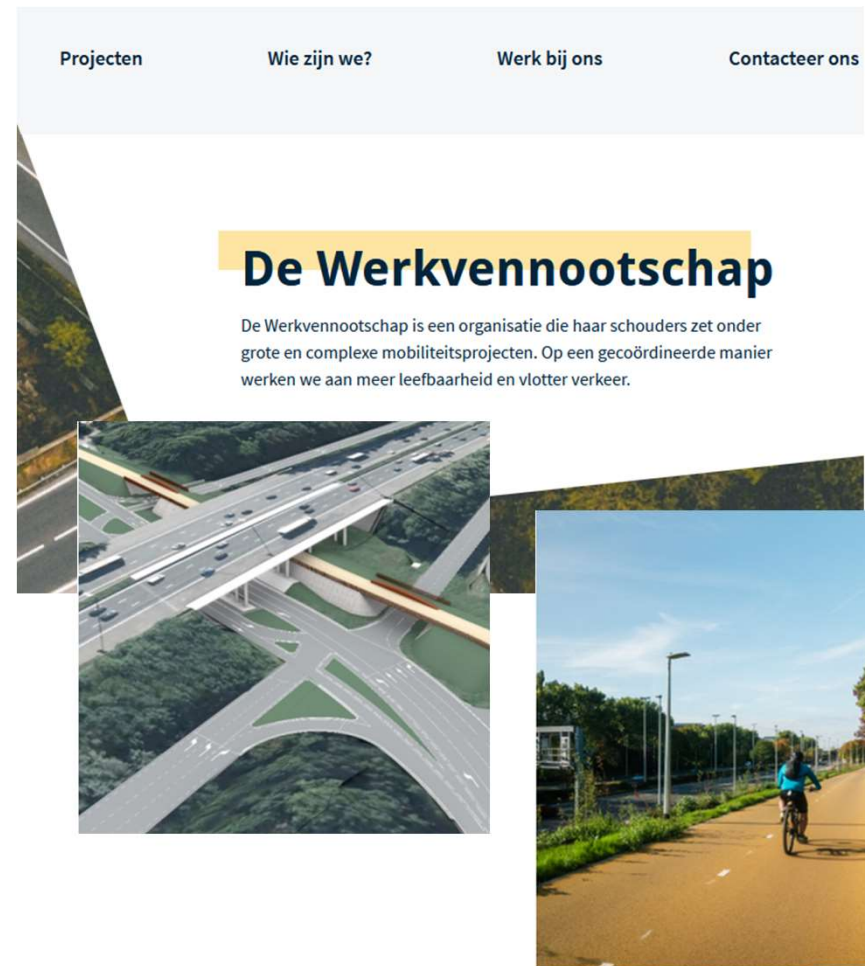 Projecten
Wie zijn we?
Werk bij ons
Contacteer ons
De Werkvennootschap
De Werkvennootschap is een organisatie die haar schouders zet onder
grote en complexe mobiliteitsprojecten. Op een gecoördineerde manier
werken we aan meer leefbaarheid en vlotter verkeer.